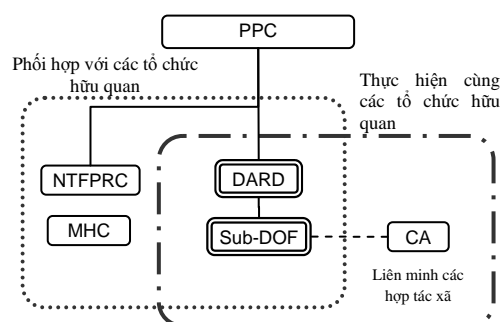 PPC
Phối hợp với các tổ chức
hữu quan
Thực hiện cùng
các tổ chức hữu
quan
NTFPRC
DARD
MHC
Sub-DOF
CA
Liên minh các
hợp tác xã